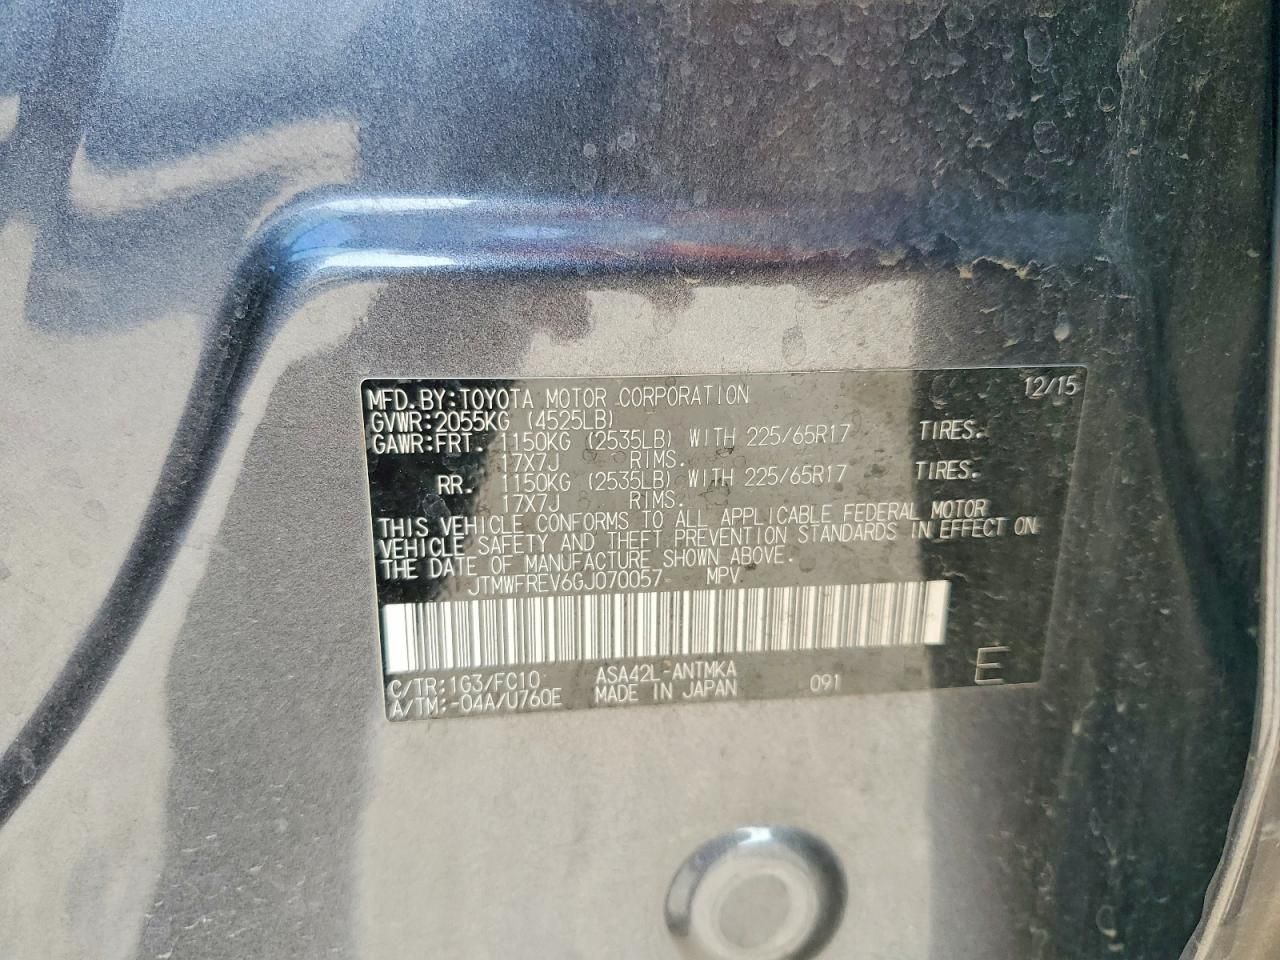 MFD.BY:TOYOTA MOTOR CORPORATION 12/15
GVWR:2055KG (4525LB)
GAWR:FRT. 1150KG (2535LB) WITH 225/65R17 TIRES.
17X7J RIMS.
RR. 1150KG (2535LB) WITH 225/65R17 TIRES.
17X7J RIMS.
THIS VEHICLE CONFORMS TO ALL APPLICABLE FEDERAL MOTOR
VEHICLE SAFETY AND THEFT PREVENTION STANDARDS IN EFFECT ON
THE DATE OF MANUFACTURE SHOWN ABOVE.
JTMWFREV6GJ070057 MPV
C/TR:1G3/FC10 ASA42L-ANTMKA 091 E
A/TM:-04A/U760E MADE IN JAPAN